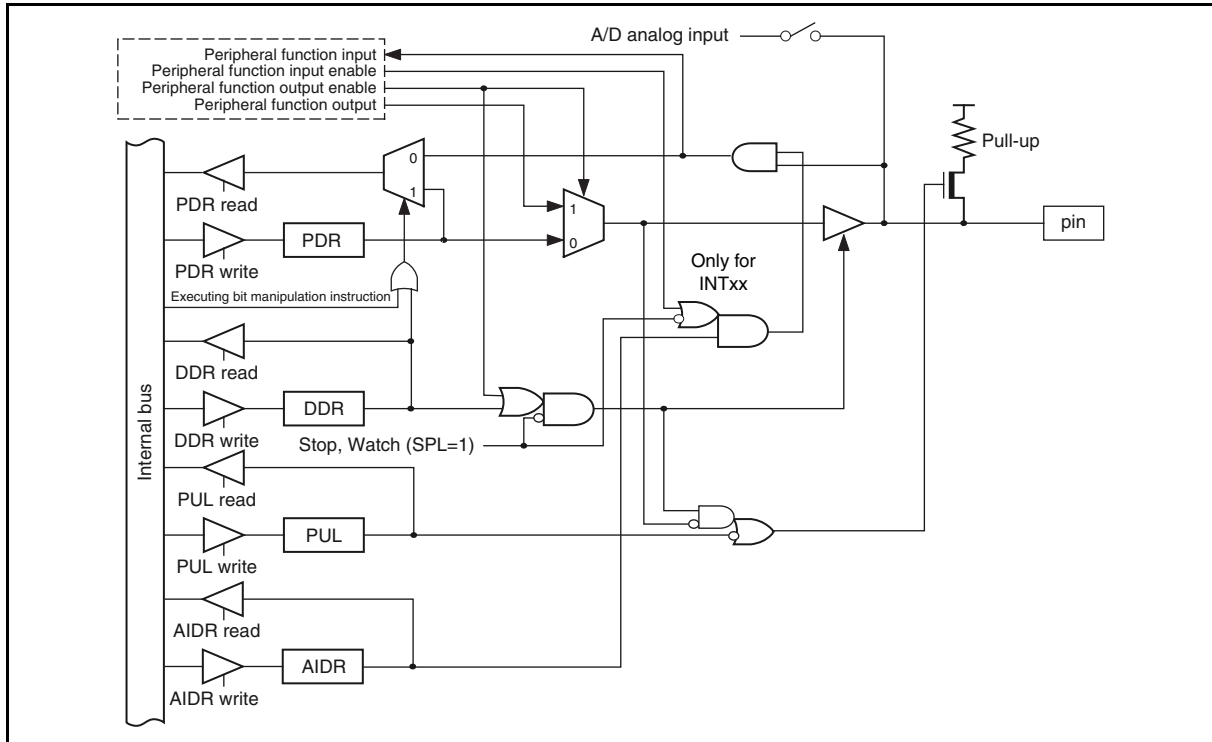 A/D analog input
Peripheral function input
Peripheral function input enable
Peripheral function output enable
Peripheral function output
Pull-up
0
1
PDR read
1
PDR
0
pin
PDR write
Only for
INTxx
Executing bit manipulation instruction
DDR read
DDR
DDR write
Stop, Watch (SPL=1)
Internal bus
PUL read
PUL
PUL write
AIDR read
AIDR
AIDR write